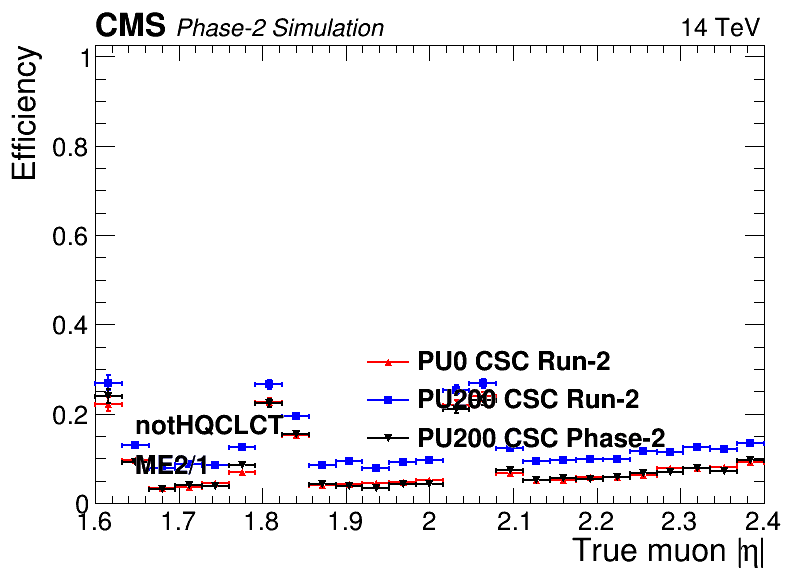 CMS Phase-2 Simulation 14 TeV
Efficiency
1
0.8
0.6
0.4
0.2
0
PU0 CSC Run-2
PU200 CSC Run-2
PU200 CSC Phase-2
notHQCLCT
ME2/1
1.6 1.7 1.8 1.9 2 2.1 2.2 2.3 2.4
True muon |η|